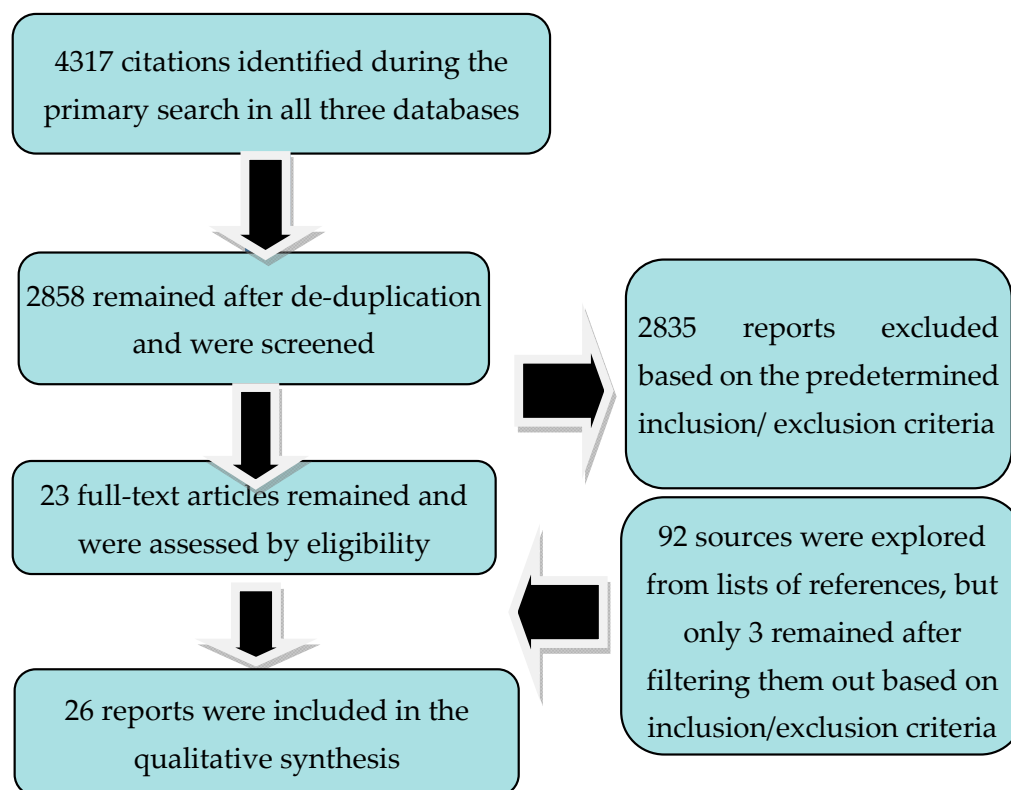 4317 citations identified during the
primary search in all three databases
2858 remained after de-duplication
and were screened
2835 reports excluded
based on the predetermined
inclusion/ exclusion criteria
23 full-text articles remained and
were assessed by eligibility
92 sources were explored
from lists of references, but
only 3 remained after
filtering them out based on
inclusion/exclusion criteria
26 reports were included in the
qualitative synthesis